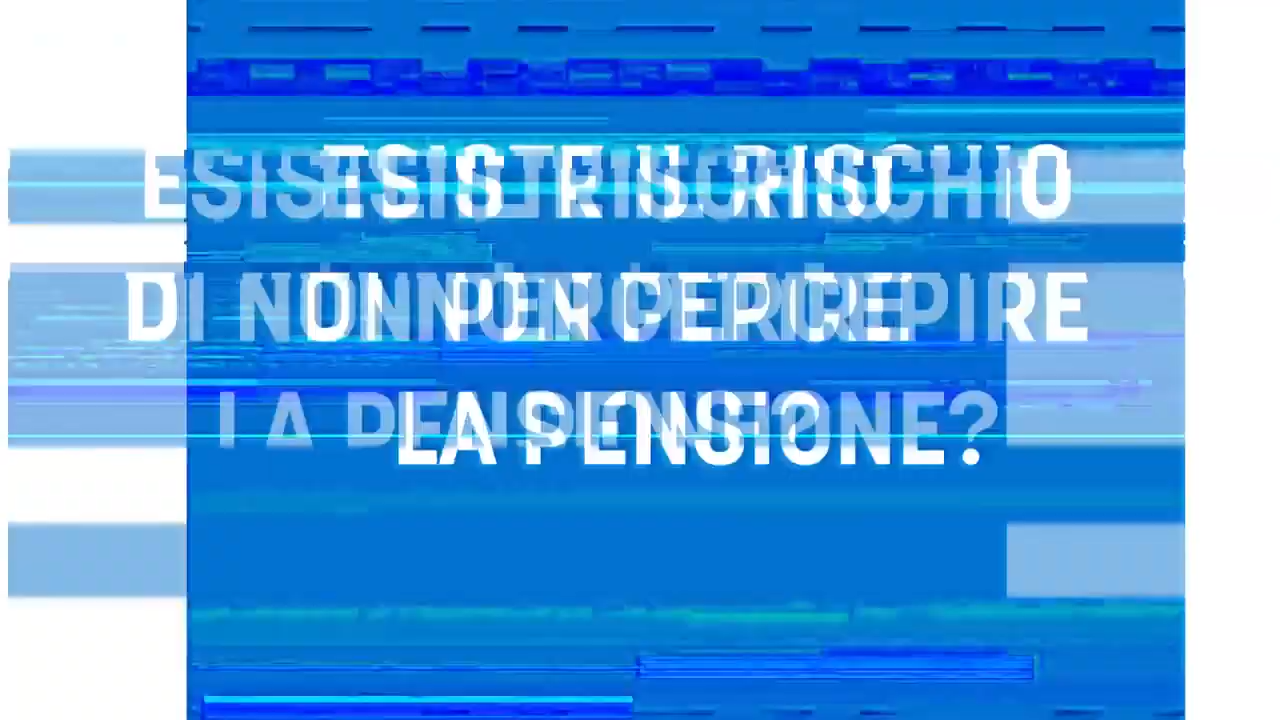 ESISTE IL RISCHIO
DI NON PERCEPIRE
LA PENSIONE?